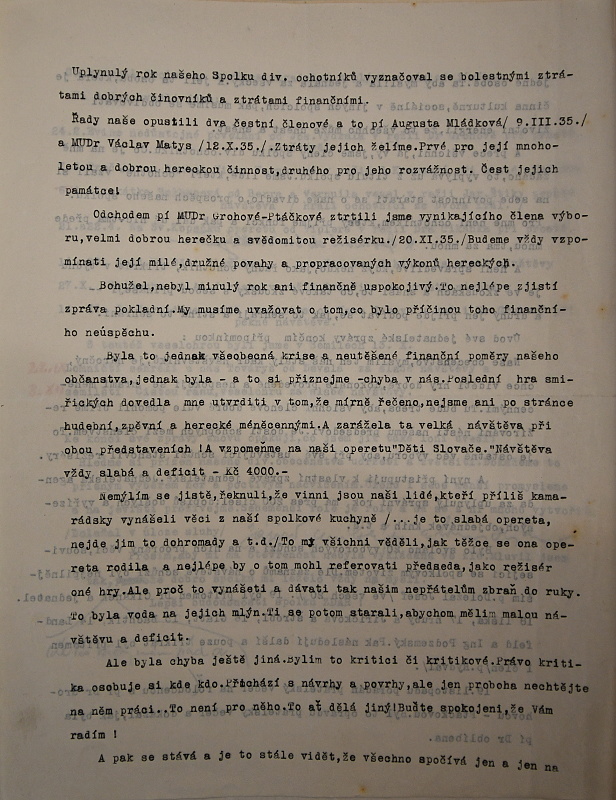 Uplynulý rok našeho Spolku div. ochotníků vyznačoval se bolestnými ztrá-
tami dobrých činovníků a ztrátami finančními.
Řady naše opustili dva čestní členové a to pí Augusta Mládková/ 9.III.35./
a MUDr Václav Matys /12.X.35./.Ztráty jejich želíme.Prvé pro její mnoho-
letou a dobrou hereckou činnost,druhého pro jeho rozvážnost. Čest jejich
památce!
Odchodem pí MUDr Grohové-Ptáčkové ztrtili jsme vynikajícího člena výbo-
ru,velmi dobrou herečku a svědomitou režisérku./20.XI.35./Budeme vždy vzpo-
mínati její milé,družné povahy a propracovaných výkonů hereckých.
Bohužel,nebyl minulý rok ani finančně uspokojivý.To nejlépe zjistí
zpráva pokladní.My musíme uvažovat o tom,co bylo příčinou toho finanční-
ho neúspěchu.
Byla to jednak všeobecná krise a neutěšené finanční poměry našeho
občanstva,jednak byla - a to si přiznejme -chyba v nás.Poslední hra smi-
řických dovedla mne utvrditi v tom,že mírně řečeno,nejsme ani po stránce
hudební,zpěvní a herecké méněcennými.A zarážela ta velká návštěva při
obou představeních !A vzpomeňme na naši operetu"Děti Slovače."Návštěva
vždy slabá a deficit - Kč 4000.-
Nemýlím se jistě,řeknuli,že vinni jsou naši lidé,kteří příliš kama-
rádsky vynášeli věci z naší spolkové kuchyně /...je to slabá opereta,
nejde jim to dohromady a t.d./To my všichni věděli,jak těžce se ona ope-
reta rodila a nejlépe by o tom mohl referovati předseda,jako režisér
oné hry.Ale proč to vynášeti a dávati tak našim nepřátelům zbraň do ruky.
To byla voda na jejich mlýn.Ti se potom starali,abychom mělim malou ná-
vštěvu a deficit.
Ale byla chyba ještě jiná.Bylim to kritici či kritikové.Právo kriti-
ka osobuje si kde kdo.Přichází s návrhy a povrhy,ale jen proboha nechtějte
na něm práci..To není pro něho.To ať dělá jiný!Buďte spokojeni,že Vám
radím !
A pak se stává a je to stále vidět,že všechno spočívá jen a jen na